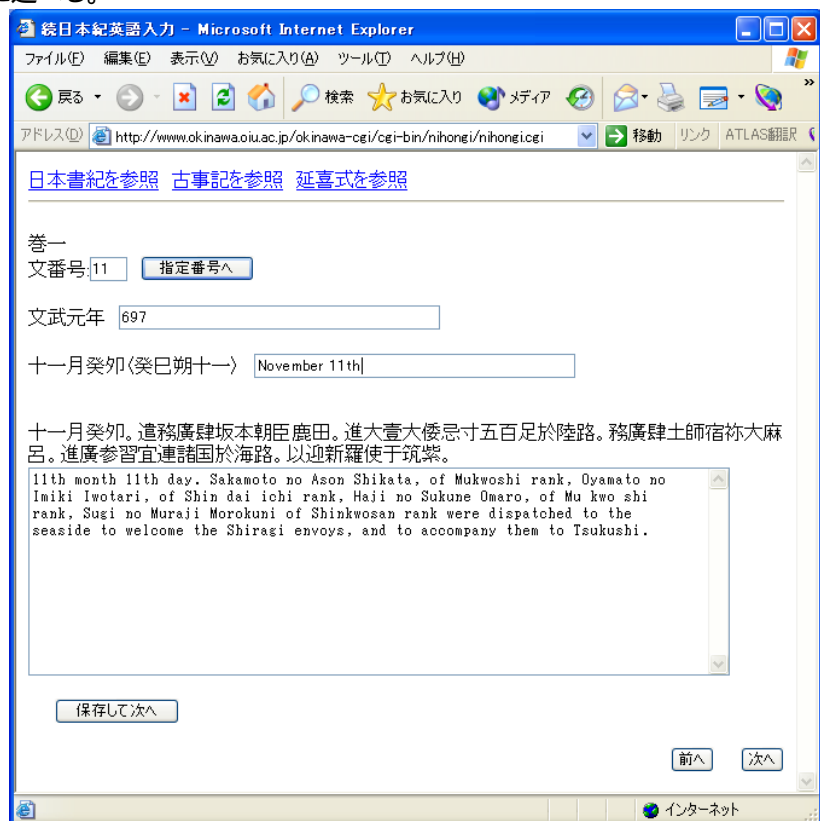 続日本紀英語入力 - Microsoft Internet Explorer
ファイル(F) 編集(E) 表示(V) お気に入り(A) ツール(T) ヘルプ(H)
戻る 検索 お気に入り メディア »
アドレス(D) http://www.okinawa.oiu.ac.jp/okinawa-cgi/cgi-bin/nihongi/nihongi.cgi 移動 リンク ATLAS翻訳
日本書紀を参照 古事記を参照 延喜式を参照
巻一
文番号:11 指定番号へ
文武元年 697
十一月癸夘〈癸巳朔十一〉 November 11th
十一月癸夘。遣務廣肆坂本朝臣鹿田。進大壹大倭忌寸五百足於陸路。務廣肆土師宿祢大麻
呂。進廣参習宜連諸国於海路。以迎新羅使于筑紫。
11th month 11th day. Sakamoto no Ason Shikata, of Mukwoshi rank, Oyamato no
Imiki Iwotari, of Shin dai ichi rank, Haji no Sukune Omaro, of Mu kwo shi
rank, Sugi no Muraji Morokuni of Shinkwosan rank were dispatched to the
seaside to welcome the Shiragi envoys, and to accompany them to Tsukushi.
保存して次へ
前へ 次へ
インターネット